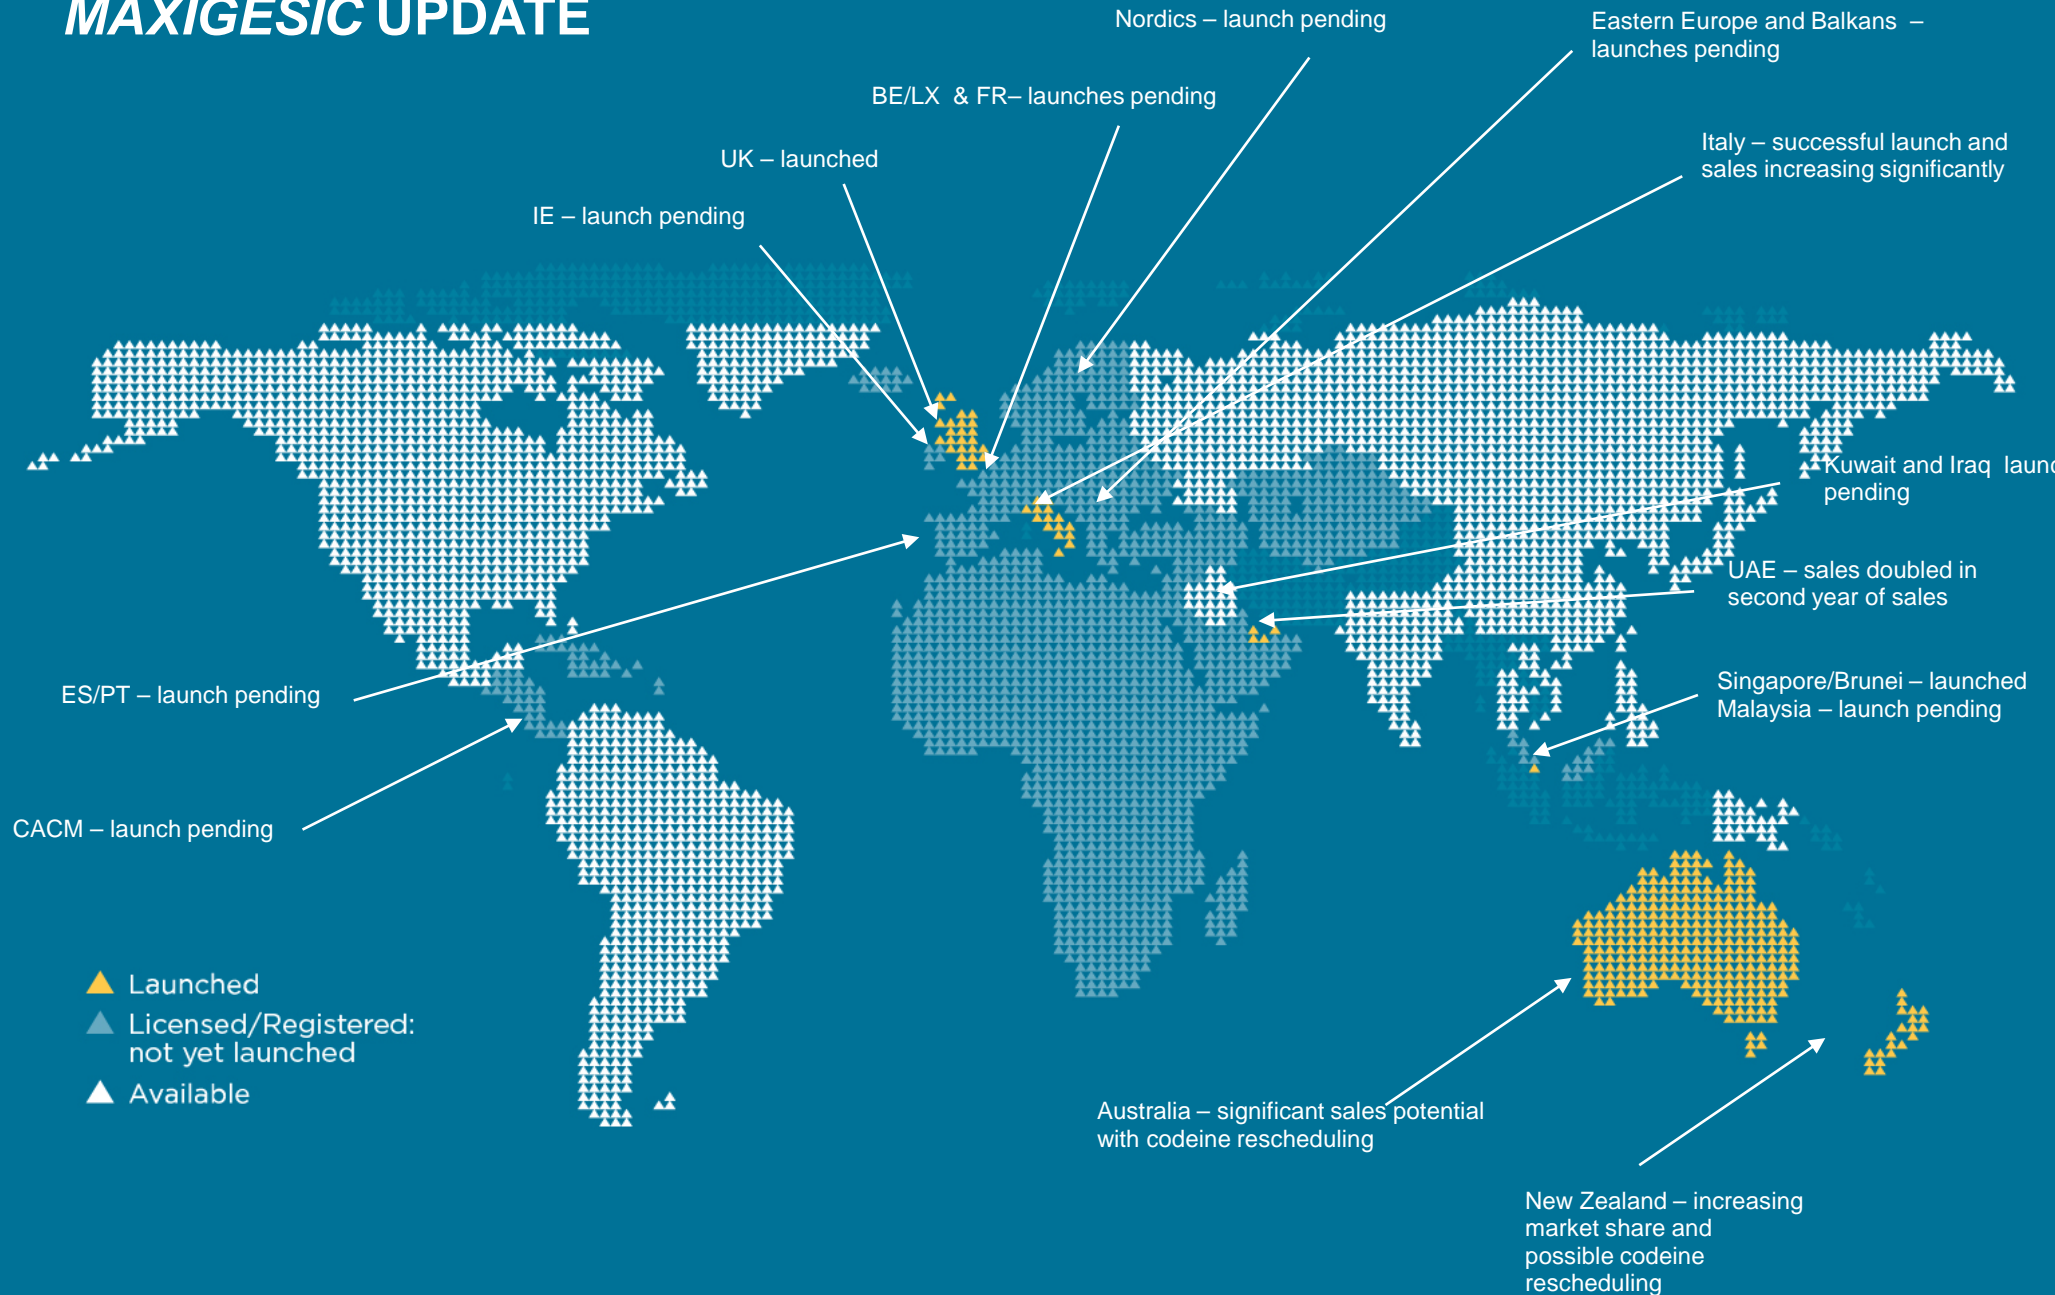 MAXIGESIC UPDATE
Nordics – launch pending
Eastern Europe and Balkans –
launches pending
BE/LX & FR– launches pending
Italy – successful launch and
sales increasing significantly
UK – launched
IE – launch pending
Kuwait and Iraq
pending
UAE – sales doubled in
second year of sales
ES/PT – launch pending
Singapore/Brunei – launched
Malaysia – launch pending
CACM – launch pending
Launched
Licensed/Registered:
not yet launched
Available
Australia – significant sales potential
with codeine rescheduling
New Zealand – increasing
market share and
possible codeine
rescheduling